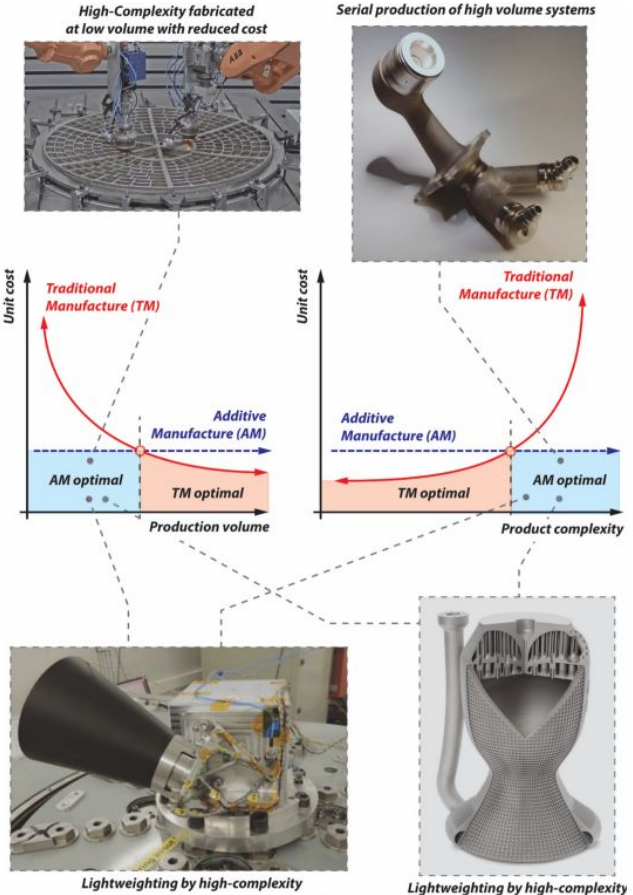 High-Complexity fabricated
at low volume with reduced cost
Serial production of high volume systems
ABB
Unit cost
Traditional
Manufacture (TM)
Additive
Manufacture (AM)
AM optimal
TM optimal
Production volume
Unit cost
Traditional
Manufacture (TM)
Additive
Manufacture (AM)
TM optimal
AM optimal
Product complexity
Lightweighting by high-complexity
Lightweighting by high-complexity